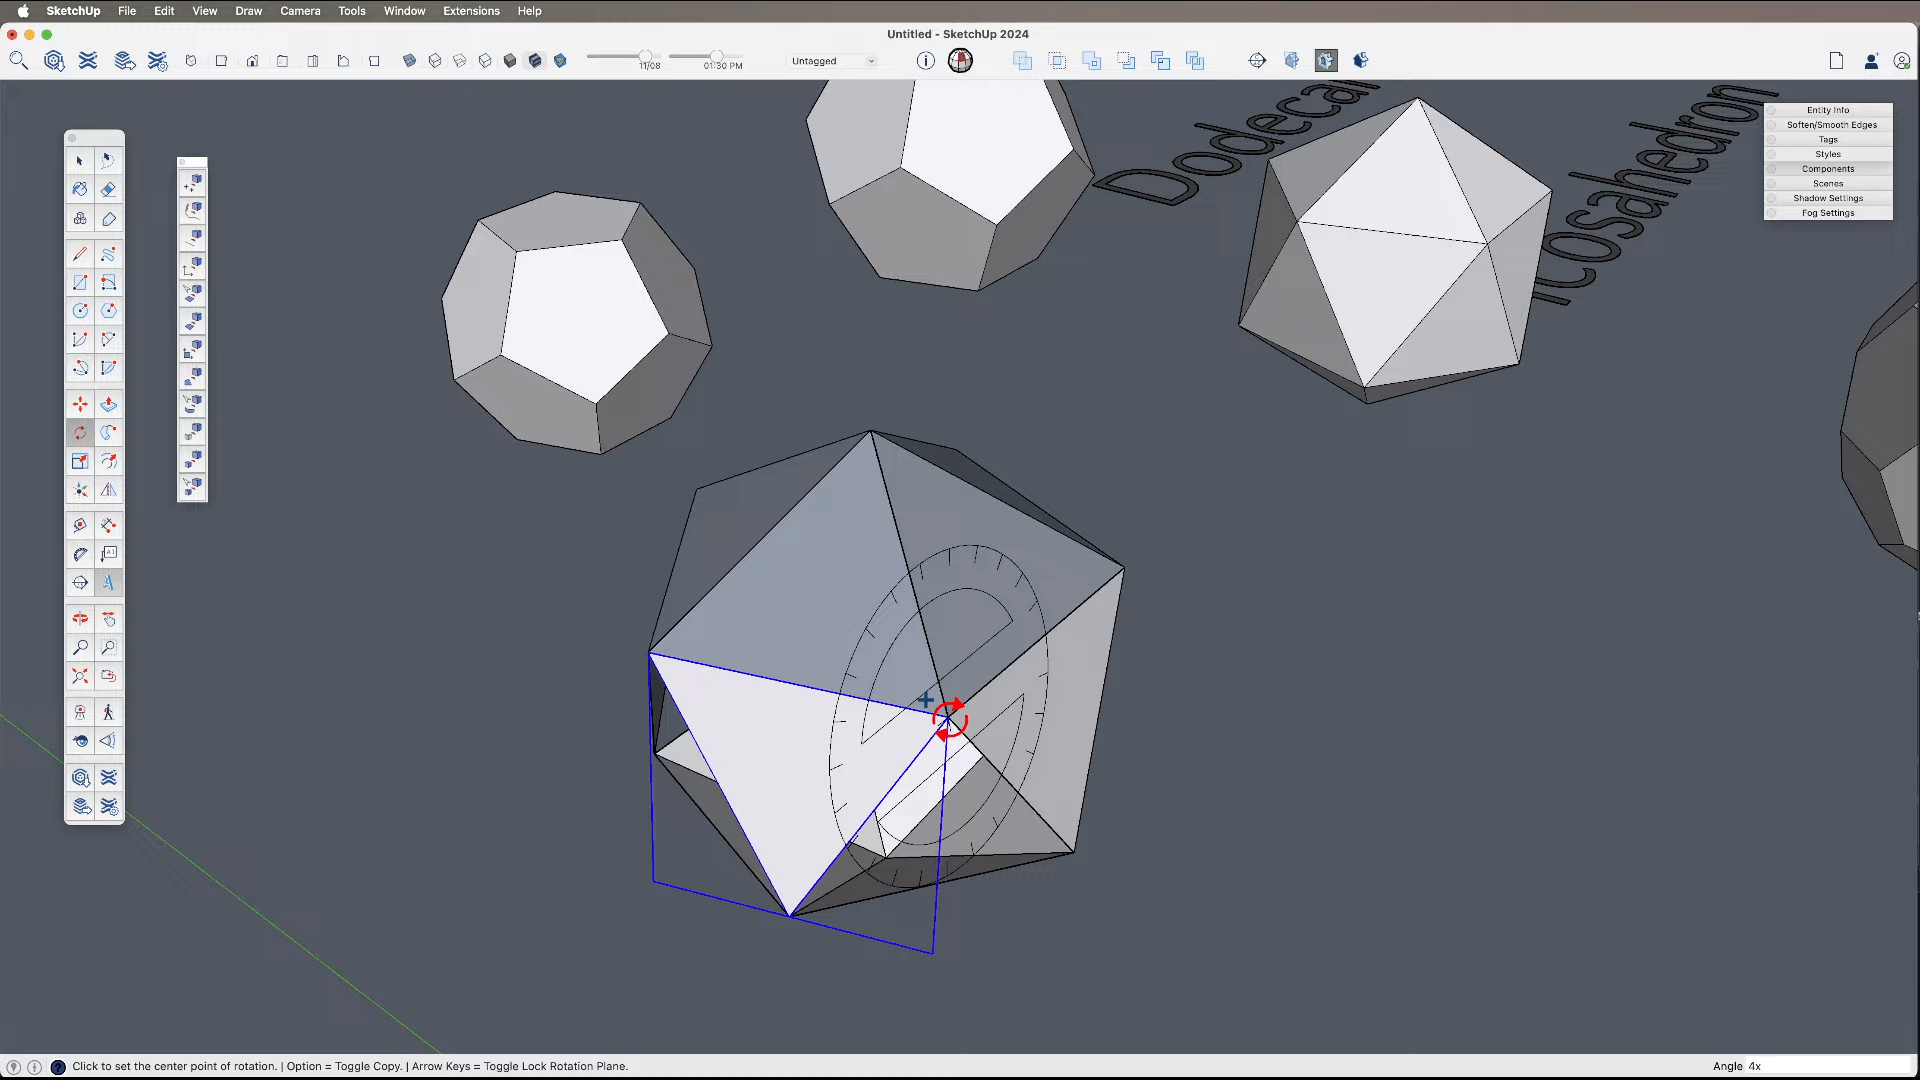 SketchUp File Edit View Draw Camera Tools Window Extensions Help
Untitled - SketchUp 2024
11/08 01:30 PM Untagged
Entity Info
Soften/Smooth Edges
Tags
Styles
Components
Scenes
Shadow Settings
Fog Settings
Icosahedron
Click to set the center point of rotation. | Option = Toggle Copy. | Arrow Keys = Toggle Lock Rotation Plane.
Angle 4x